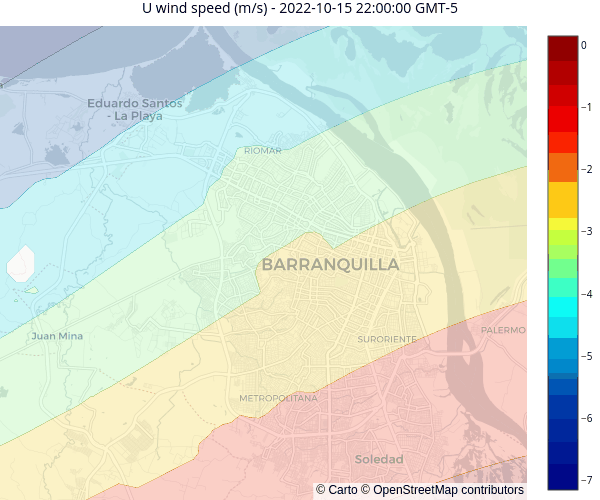 U wind speed (m/s) - 2022-10-15 22:00:00 GMT-5
0
−1
−2
−3
−4
−5
−6
−7
Eduardo Santos
- La Playa
RIOMAR
BARRANQUILLA
Juan Mina
SURORIENTE
PALERMO
METROPOLITANA
Soledad
© Carto © OpenStreetMap contributors